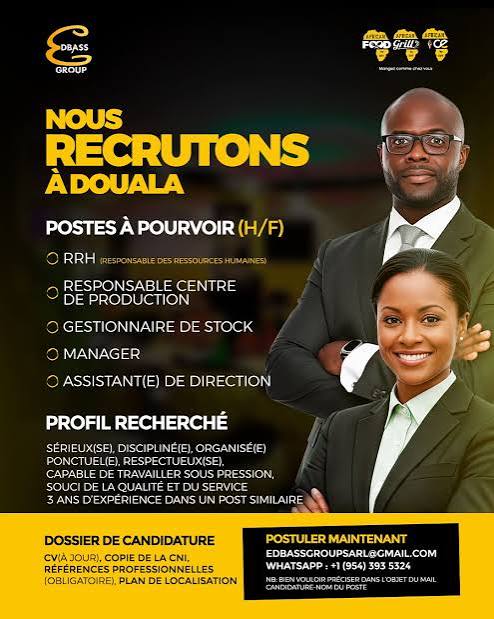 EDBASS
GROUP
AFRICAN AFRICAN AFRICAN
FOOD Grill ICE
Mangez comme chez vous
NOUS
RECRUTONS
À DOUALA
POSTES À POURVOIR (H/F)
RRH (RESPONSABLE DES RESSOURCES HUMAINES)
RESPONSABLE CENTRE
DE PRODUCTION
GESTIONNAIRE DE STOCK
MANAGER
ASSISTANT(E) DE DIRECTION
PROFIL RECHERCHÉ
SÉRIEUX(SE), DISCIPLINÉ(E), ORGANISÉ(E)
PONCTUEL(E), RESPECTUEUX(SE),
CAPABLE DE TRAVAILLER SOUS PRESSION,
SOUCI DE LA QUALITÉ ET DU SERVICE
3 ANS D'EXPÉRIENCE DANS UN POST SIMILAIRE
DOSSIER DE CANDIDATURE
CV(À JOUR), COPIE DE LA CNI,
RÉFÉRENCES PROFESSIONNELLES
(OBLIGATOIRE), PLAN DE LOCALISATION
POSTULER MAINTENANT
EDBASSGROUPSARL@GMAIL.COM
WHATSAPP : +1 (954) 393 5324
NB: BIEN VOULOIR PRÉCISER DANS L'OBJET DU MAIL
CANDIDATURE-NOM DU POSTE